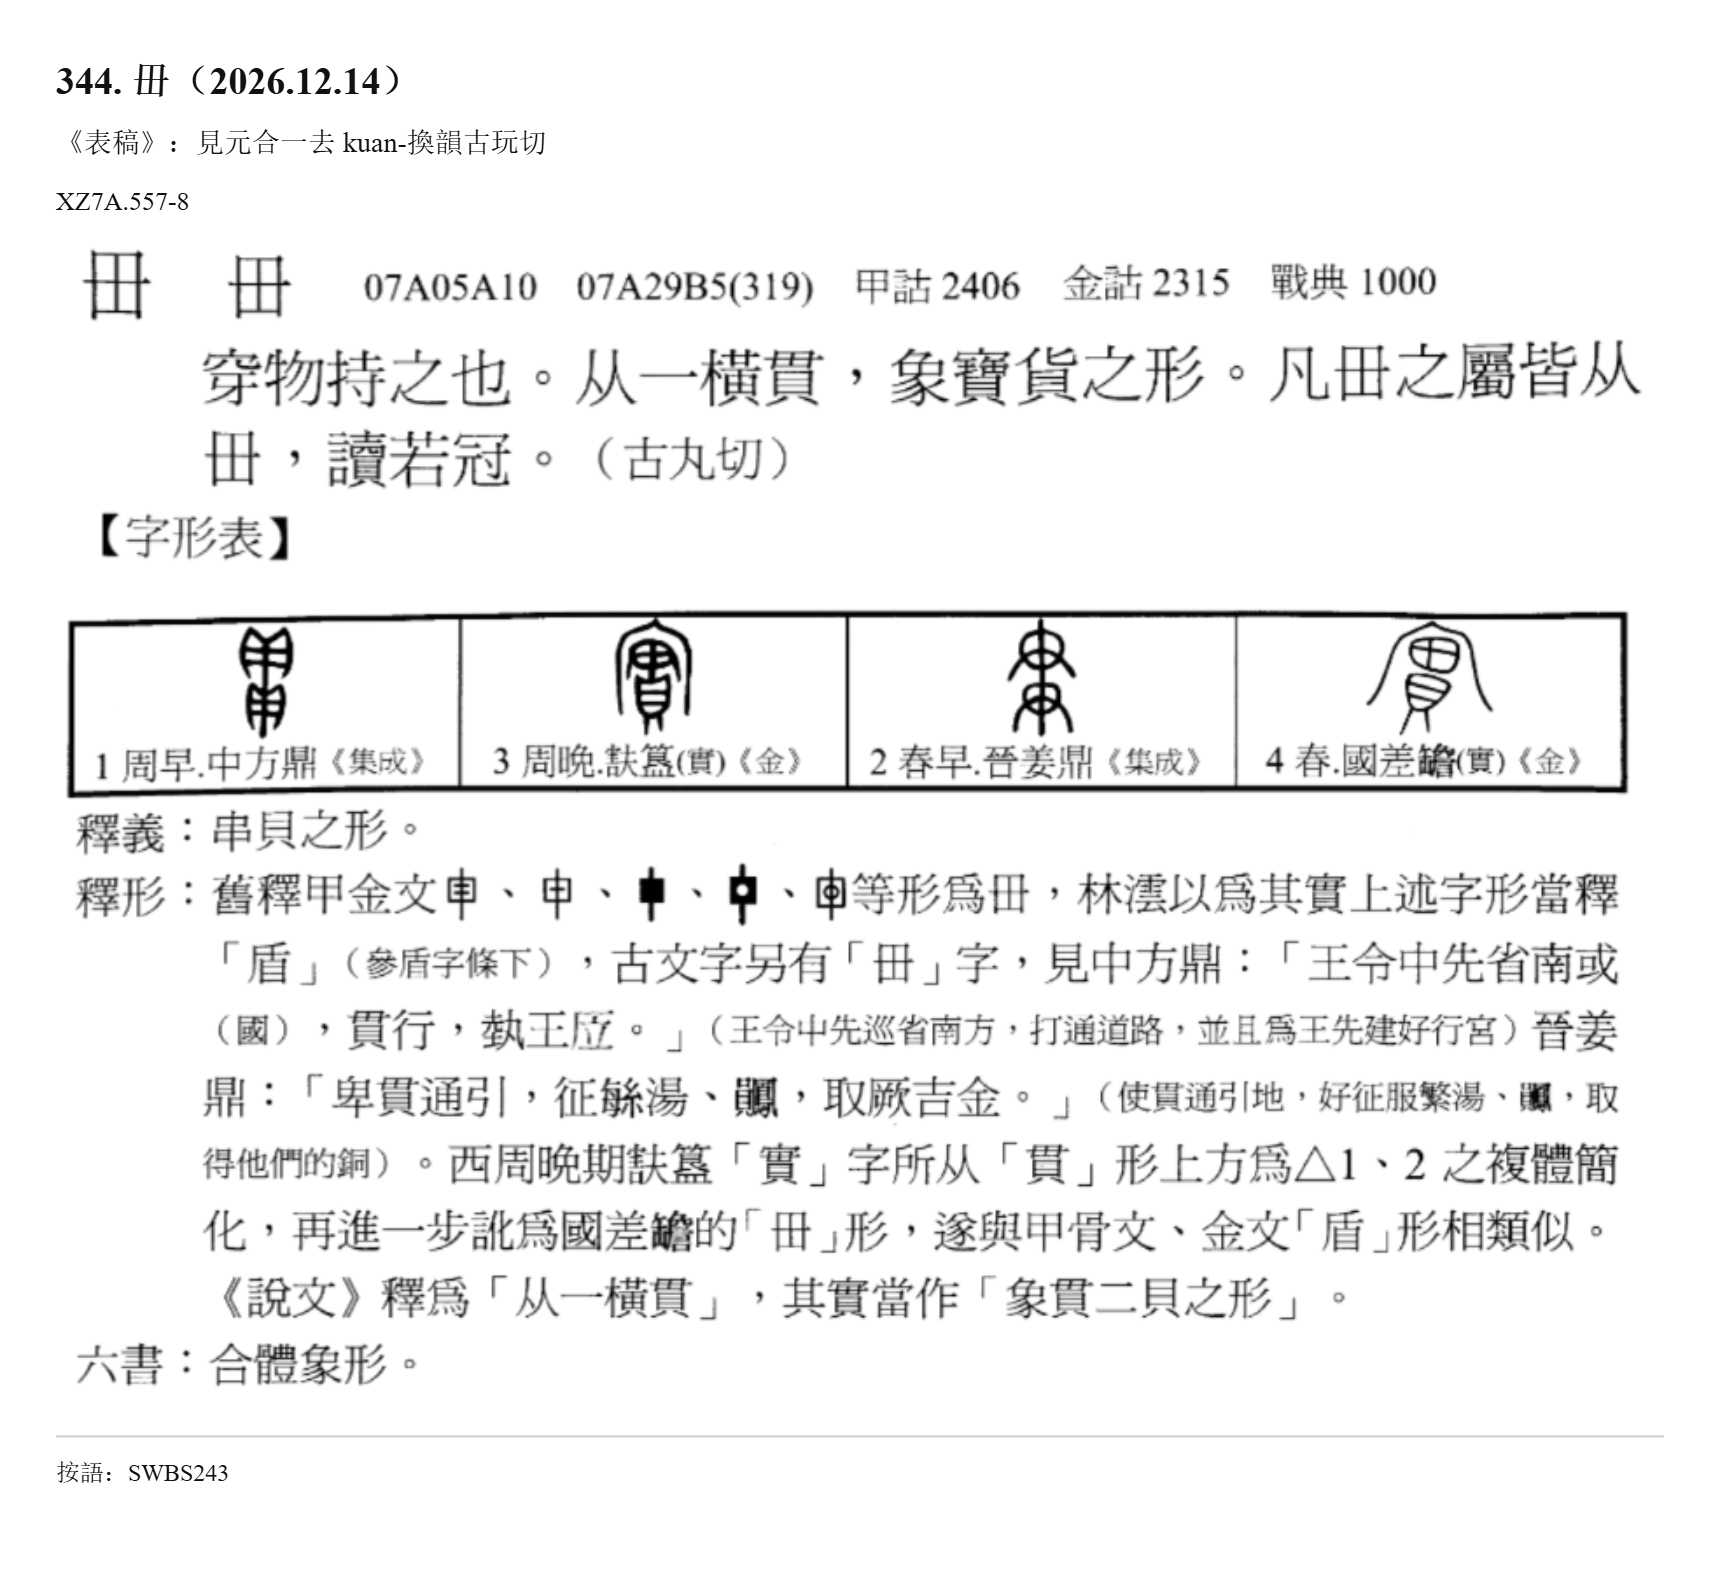 344. 毌（2026.12.14）
《表稿》：見元合一去 kuan-換韻古玩切
XZ7A.557-8
毌 毌 07A05A10 07A29B5(319) 甲詁 2406 金詁 2315 戰典 1000
穿物持之也。从一橫貫，象寶貨之形。凡毌之屬皆从
毌，讀若冠。（古丸切）
【字形表】
1 周早.中方鼎《集成》 3 周晚.㝬簋(實)《金》 2 春早.晉姜鼎《集成》 4 春.國差𦉜(實)《金》
釋義：串貝之形。
釋形：舊釋甲金文、、、、等形爲毌，林澐以爲其實上述字形當釋
「盾」（參盾字條下），古文字另有「毌」字，見中方鼎：「王令中先省南或
（國），貫行，埶王应。」（王令中先巡省南方，打通道路，並且爲王先建好行宮）晉姜
鼎：「卑貫通引，征緐湯、，取厥吉金。」（使貫通引地，好征服繁湯、，取
得他們的銅）。西周晚期㝬簋「實」字所从「貫」形上方爲△1、2 之複體簡
化，再進一步訛爲國差𦉜的「毌」形，遂與甲骨文、金文「盾」形相類似。
《說文》釋爲「从一橫貫」，其實當作「象貫二貝之形」。
六書：合體象形。
按語：SWBS243